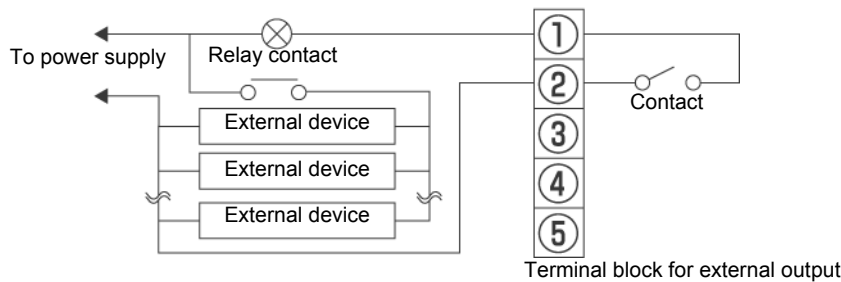 To power supply
Relay contact
External device
External device
External device
①
②
③
④
⑤
Contact
Terminal block for external output